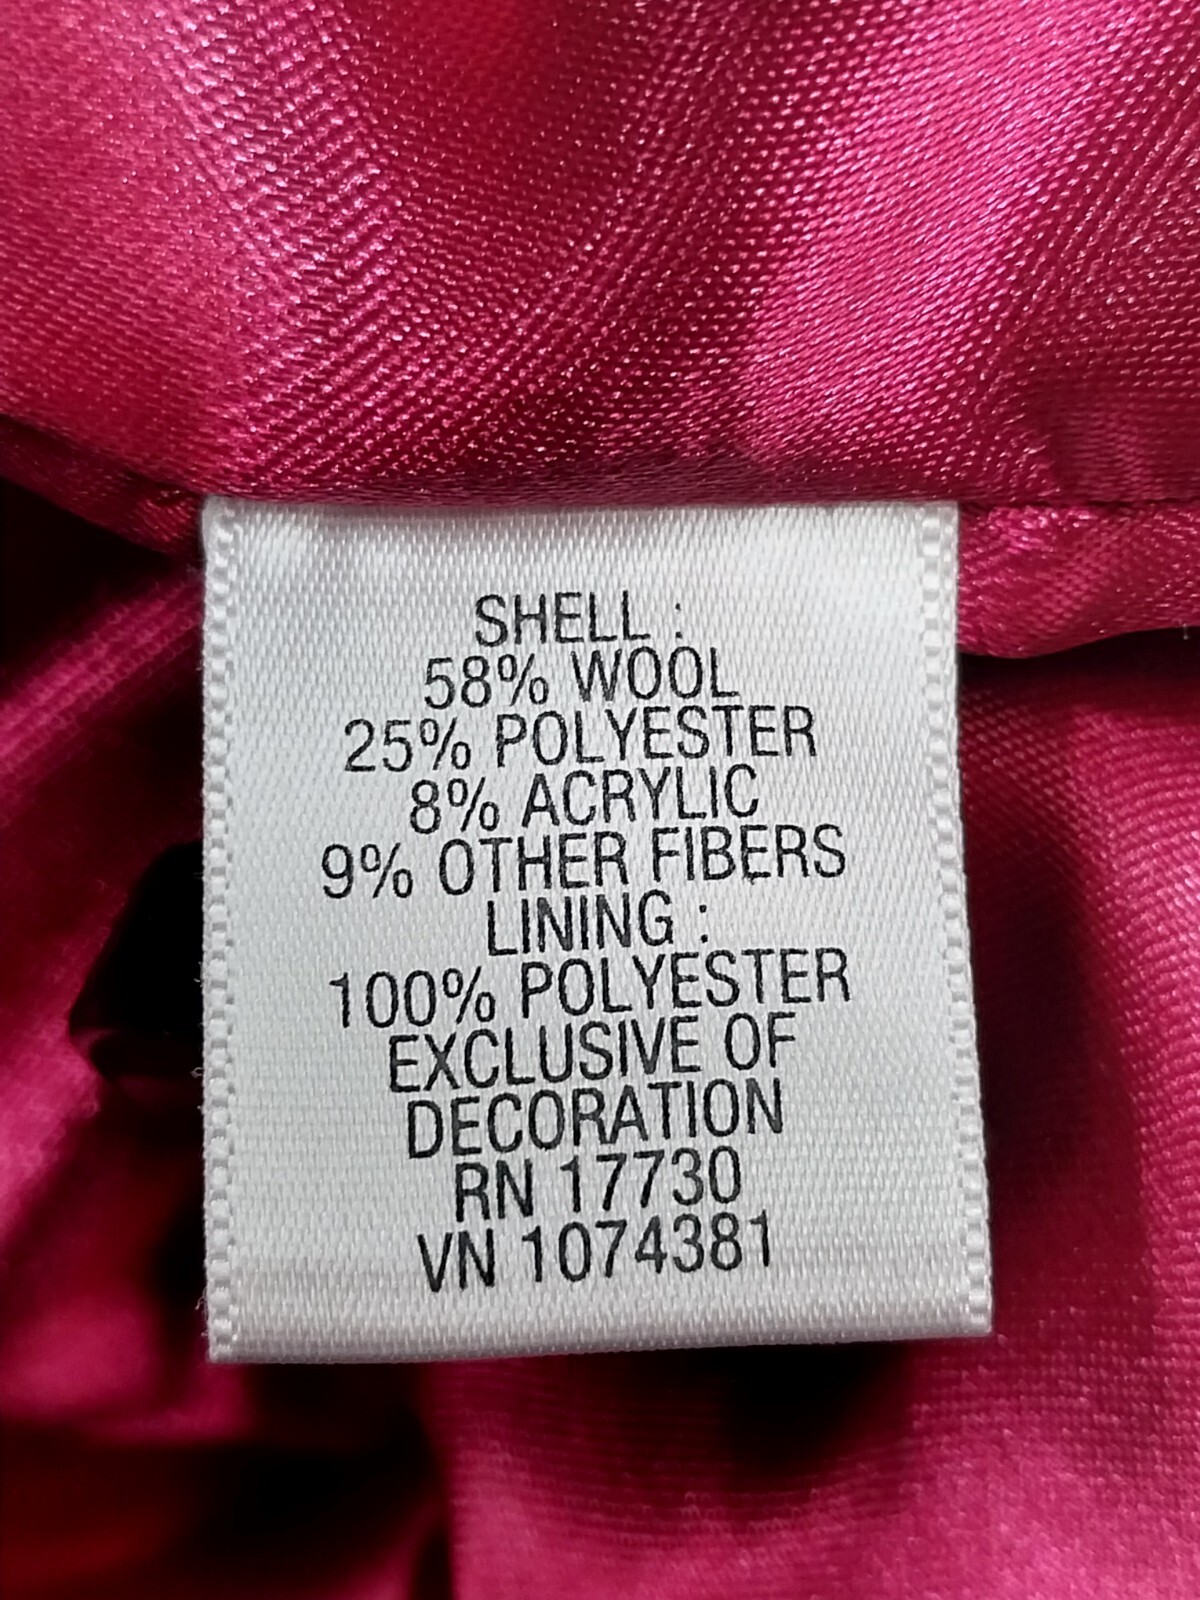 SHELL :
58% WOOL
25% POLYESTER
8% ACRYLIC
9% OTHER FIBERS
LINING :
100% POLYESTER
EXCLUSIVE OF
DECORATION
RN 17730
VN 1074381